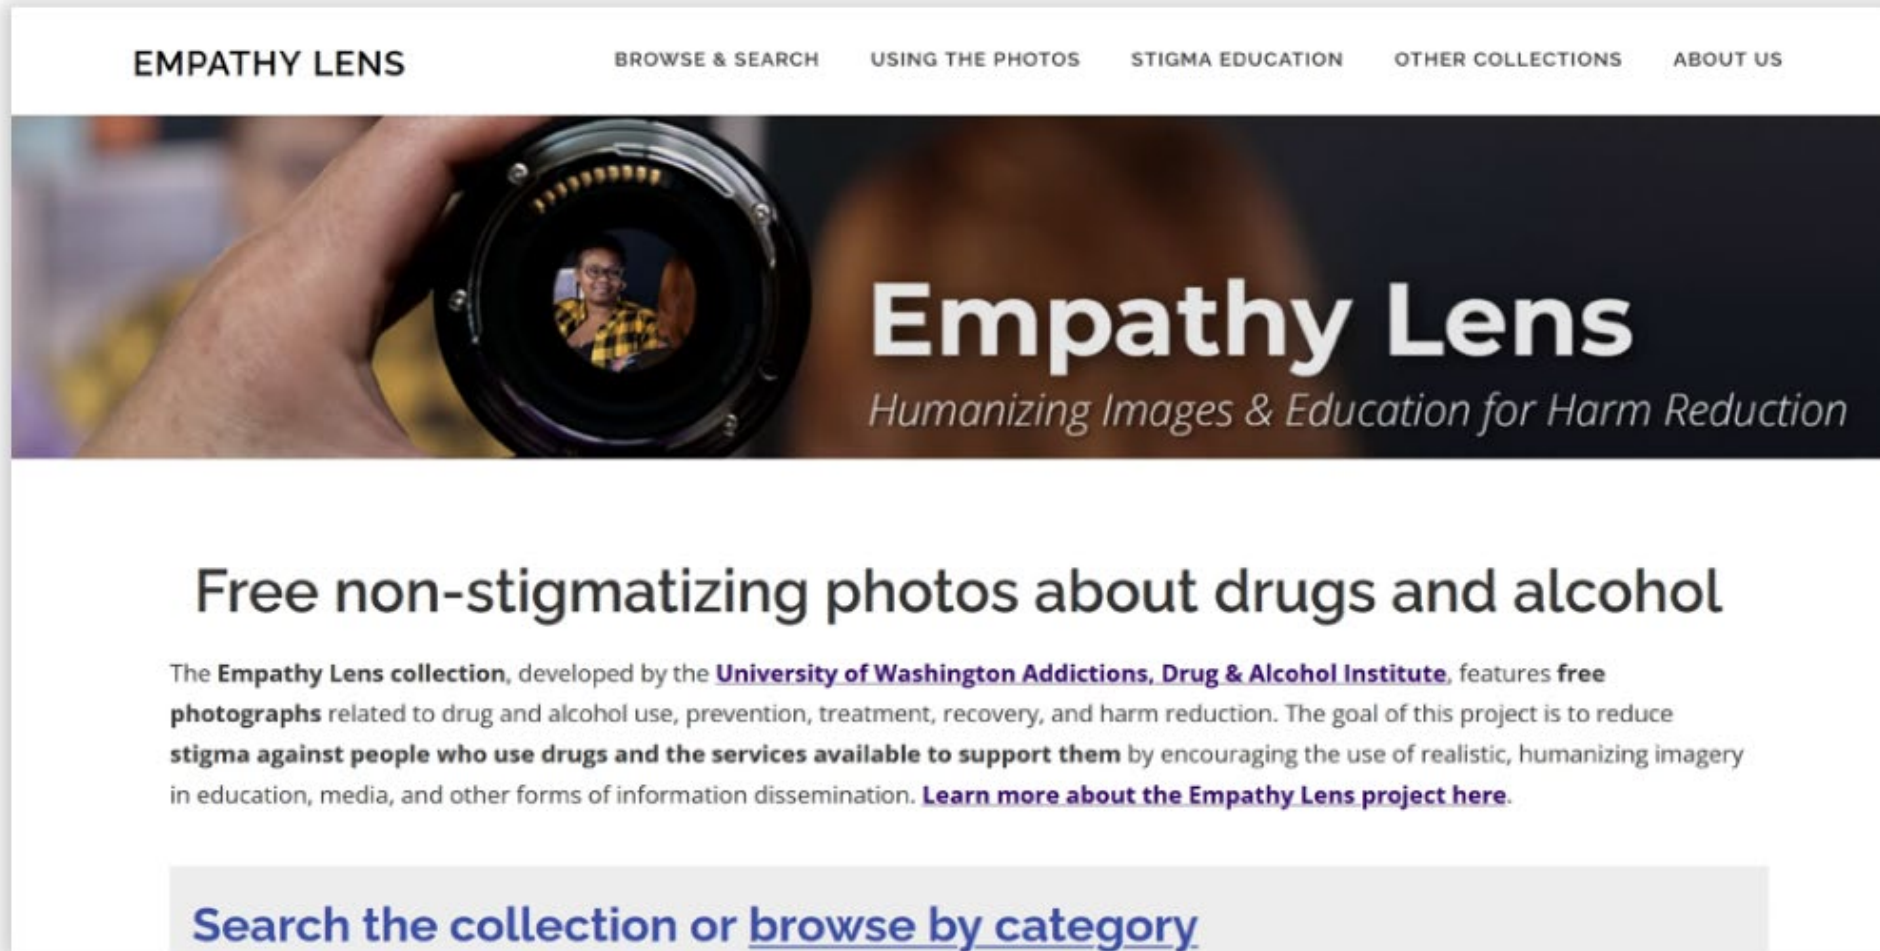 EMPATHY LENS
BROWSE & SEARCH
USING THE PHOTOS
STIGMA EDUCATION
OTHER COLLECTIONS
ABOUT US
Empathy Lens
Humanizing Images & Education for Harm Reduction
Free non-stigmatizing photos about drugs and alcohol
The Empathy Lens collection, developed by the University of Washington Addictions, Drug & Alcohol Institute, features free
photographs related to drug and alcohol use, prevention, treatment, recovery, and harm reduction. The goal of this project is to reduce
stigma against people who use drugs and the services available to support them by encouraging the use of realistic, humanizing imagery
in education, media, and other forms of information dissemination. Learn more about the Empathy Lens project here.
Search the collection or browse by category